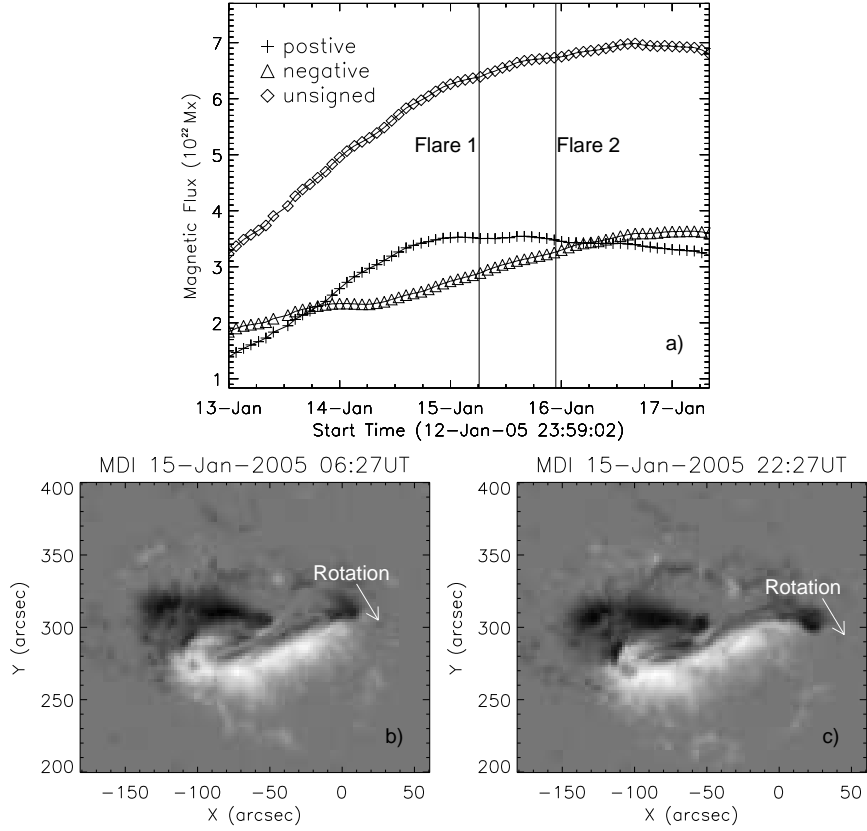 7
6
5
4
3
2
1
Magnetic Flux (10²² Mx)
postive
negative
unsigned
Flare 1
Flare 2
a)
13-Jan 14-Jan 15-Jan 16-Jan 17-Jan
Start Time (12-Jan-05 23:59:02)
MDI 15-Jan-2005 06:27UT
400
350
300
250
200
Y (arcsec)
Rotation
b)
-150 -100 -50 0 50
X (arcsec)
MDI 15-Jan-2005 22:27UT
400
350
300
250
200
Y (arcsec)
Rotation
c)
-150 -100 -50 0 50
X (arcsec)